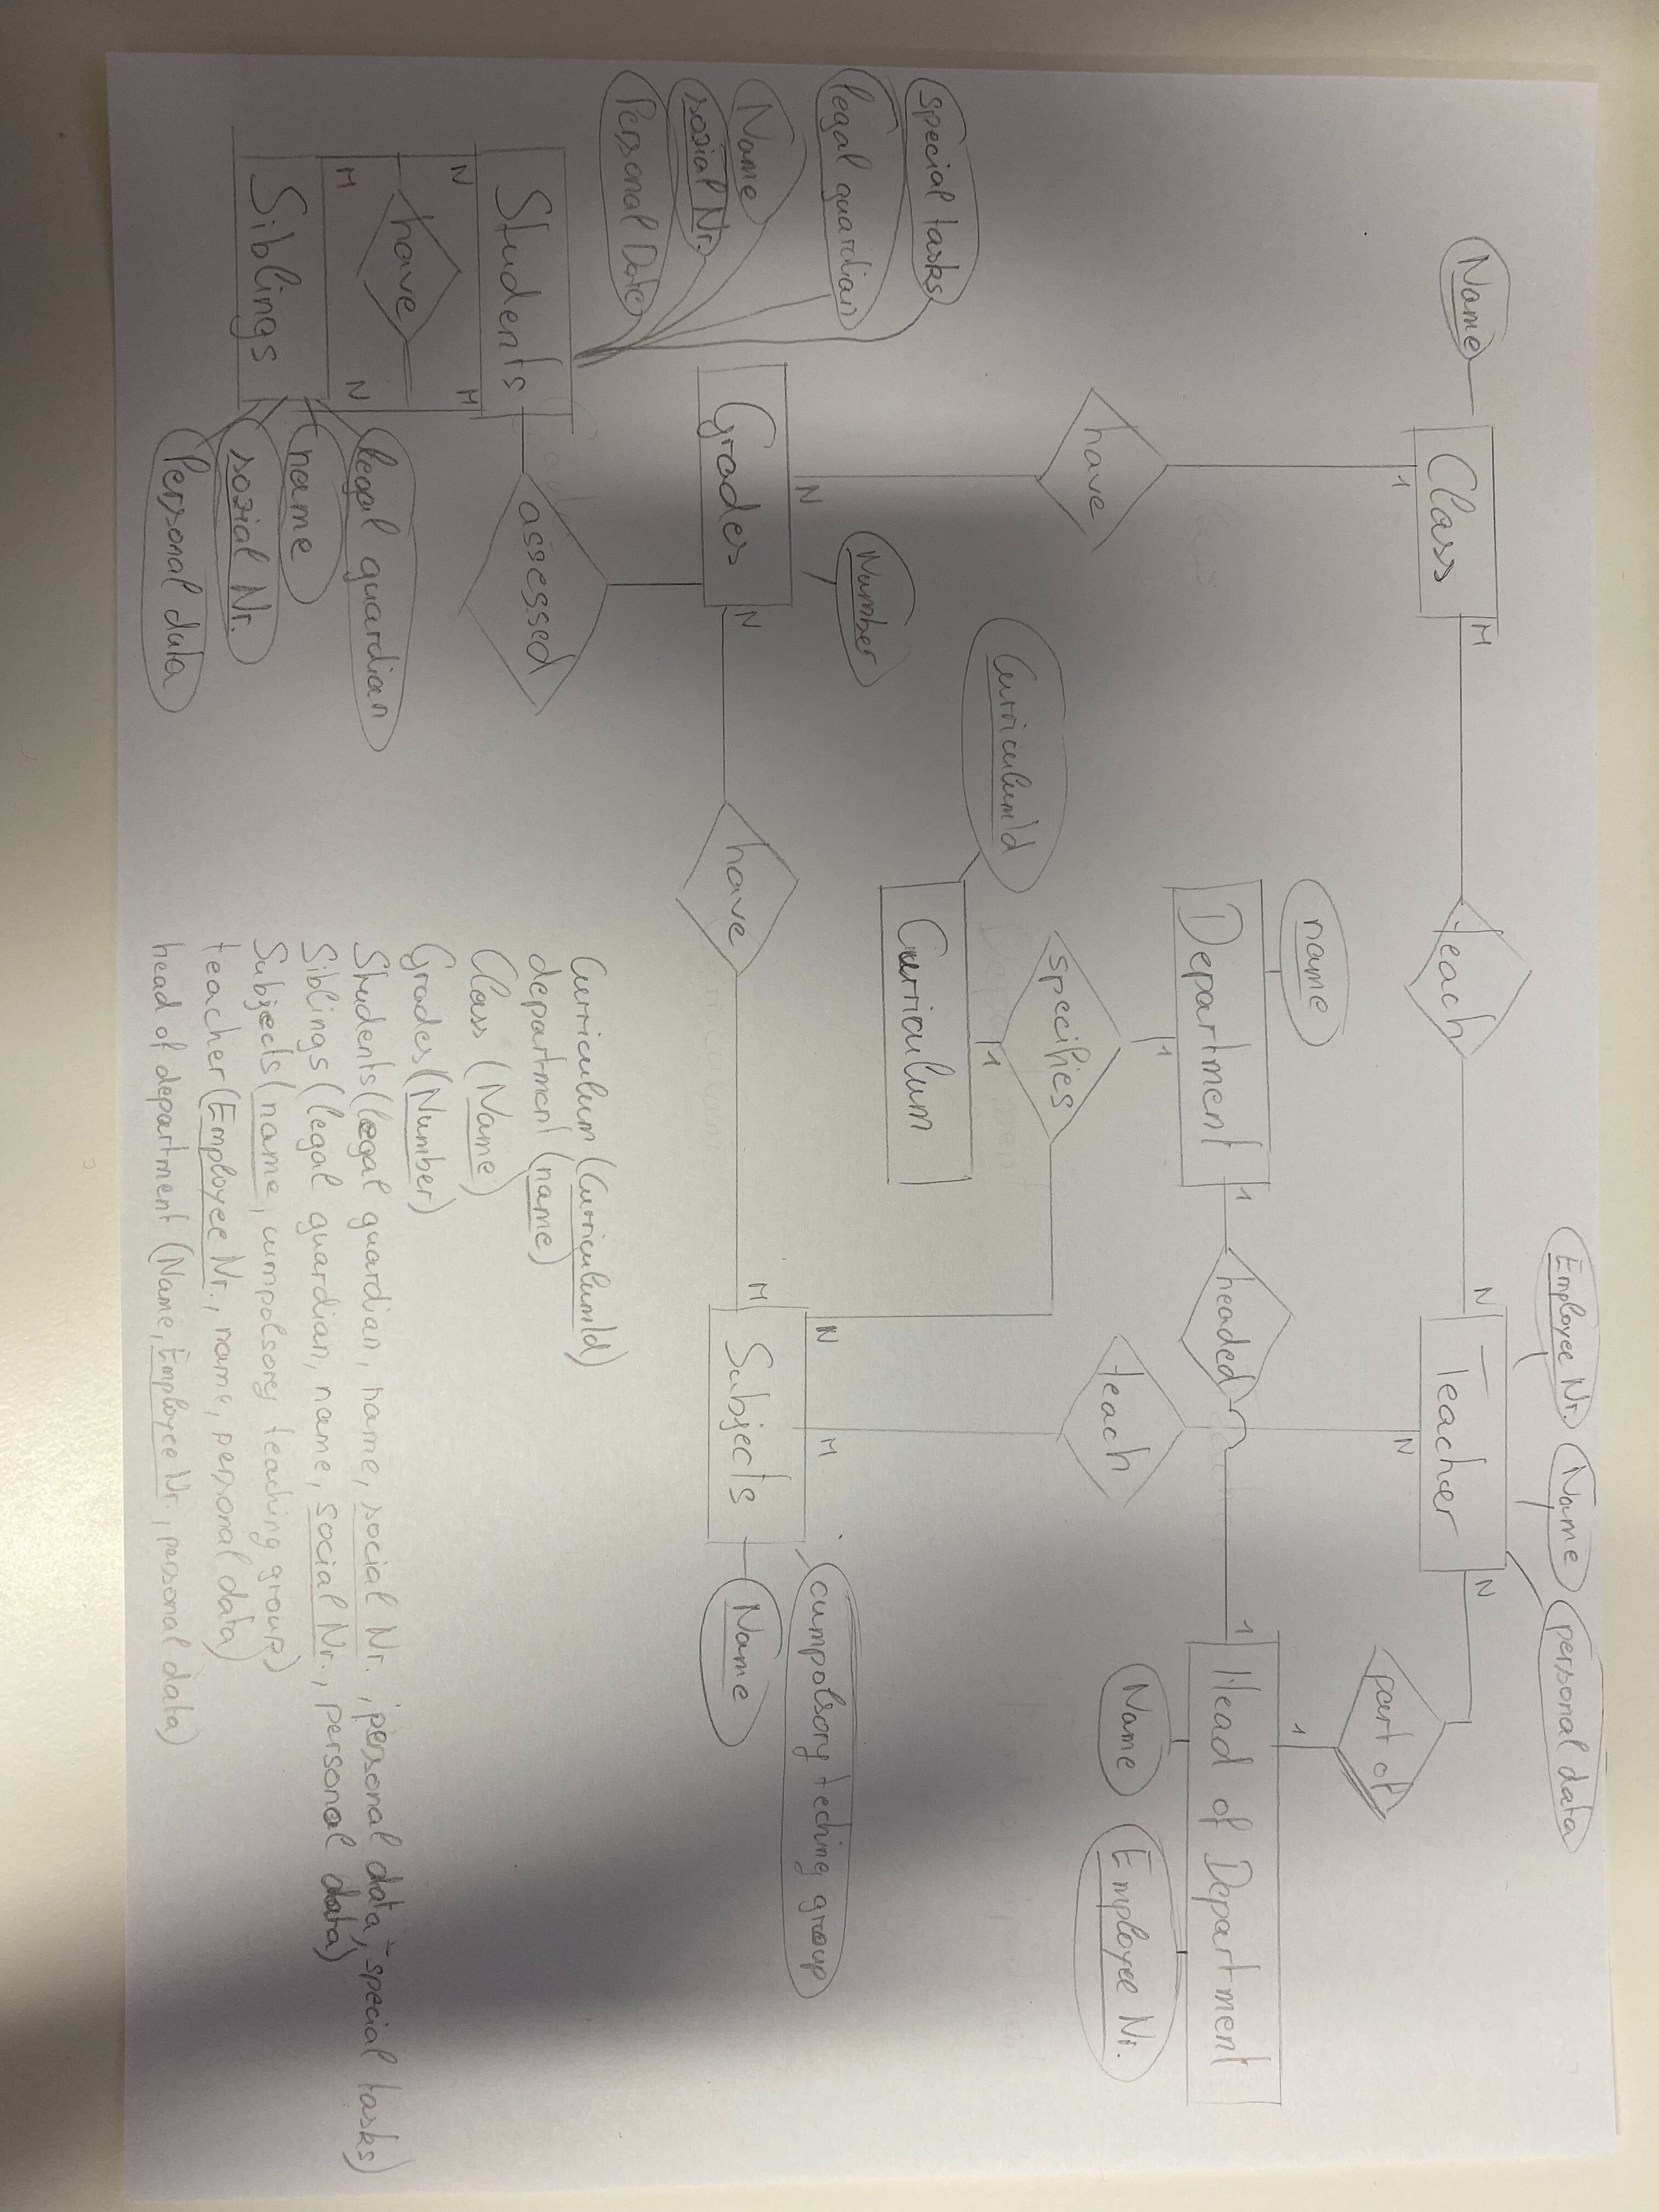 Name
Class
1
M
teach
N
Teacher
Employee Nr.
Name
personal data
N
N
part of
1
Head of Department
Name
Employee Nr.
have
name
Department
1
1
headed
1
specifies
1
Curriculum
CurriculumId
teach
special tasks
legal guardian
Name
sozial Nr.
Personal Date
N
Number
Grades
N
have
M
N
M
Subjects
cumpolsory teching group
Name
Students
N
M
have
M
N
Siblings
assessed
legal guardian
name
sozial Nr.
Personal data
Curriculum (CurriculumId)
department (name)
Class (Name)
Grades (Number)
Students (legal guardian, name, social Nr., personal data, special tasks)
Siblings (legal guardian, name, social Nr., personal data)
Subjects (name, cumpolsory teaching group)
teacher (Employee Nr., name, personal data)
head of department (Name, Employee Nr., personal data)